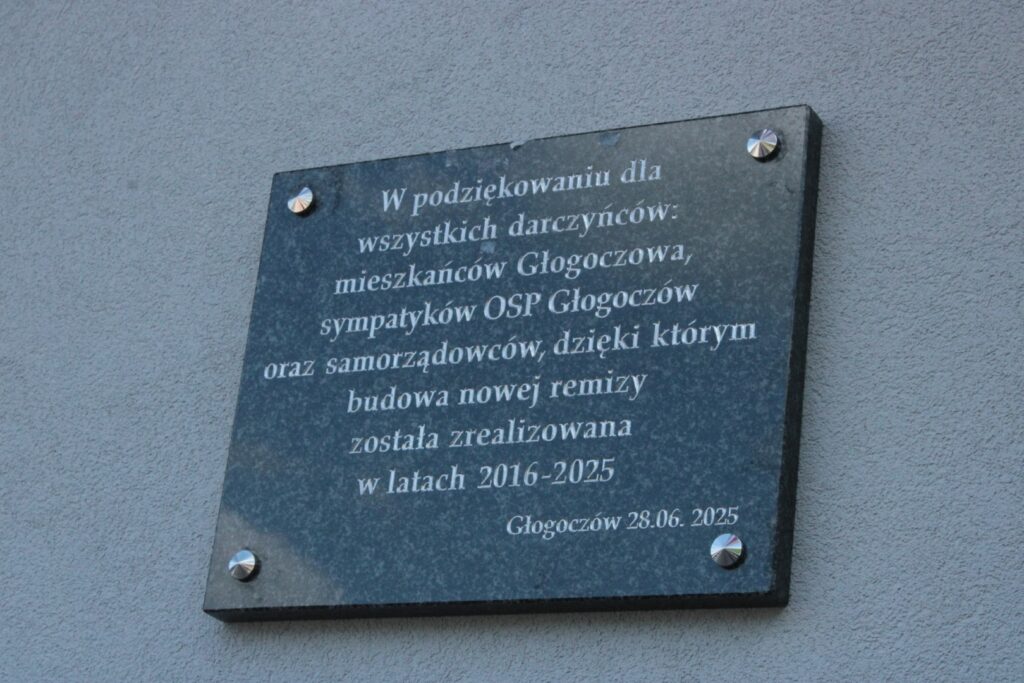 W podziękowaniu dla
wszystkich darczyńców:
mieszkańców Głogoczowa,
sympatyków OSP Głogoczów
oraz samorządowców, dzięki którym
budowa nowej remizy
została zrealizowana
w latach 2016-2025
Głogoczów 28.06. 2025